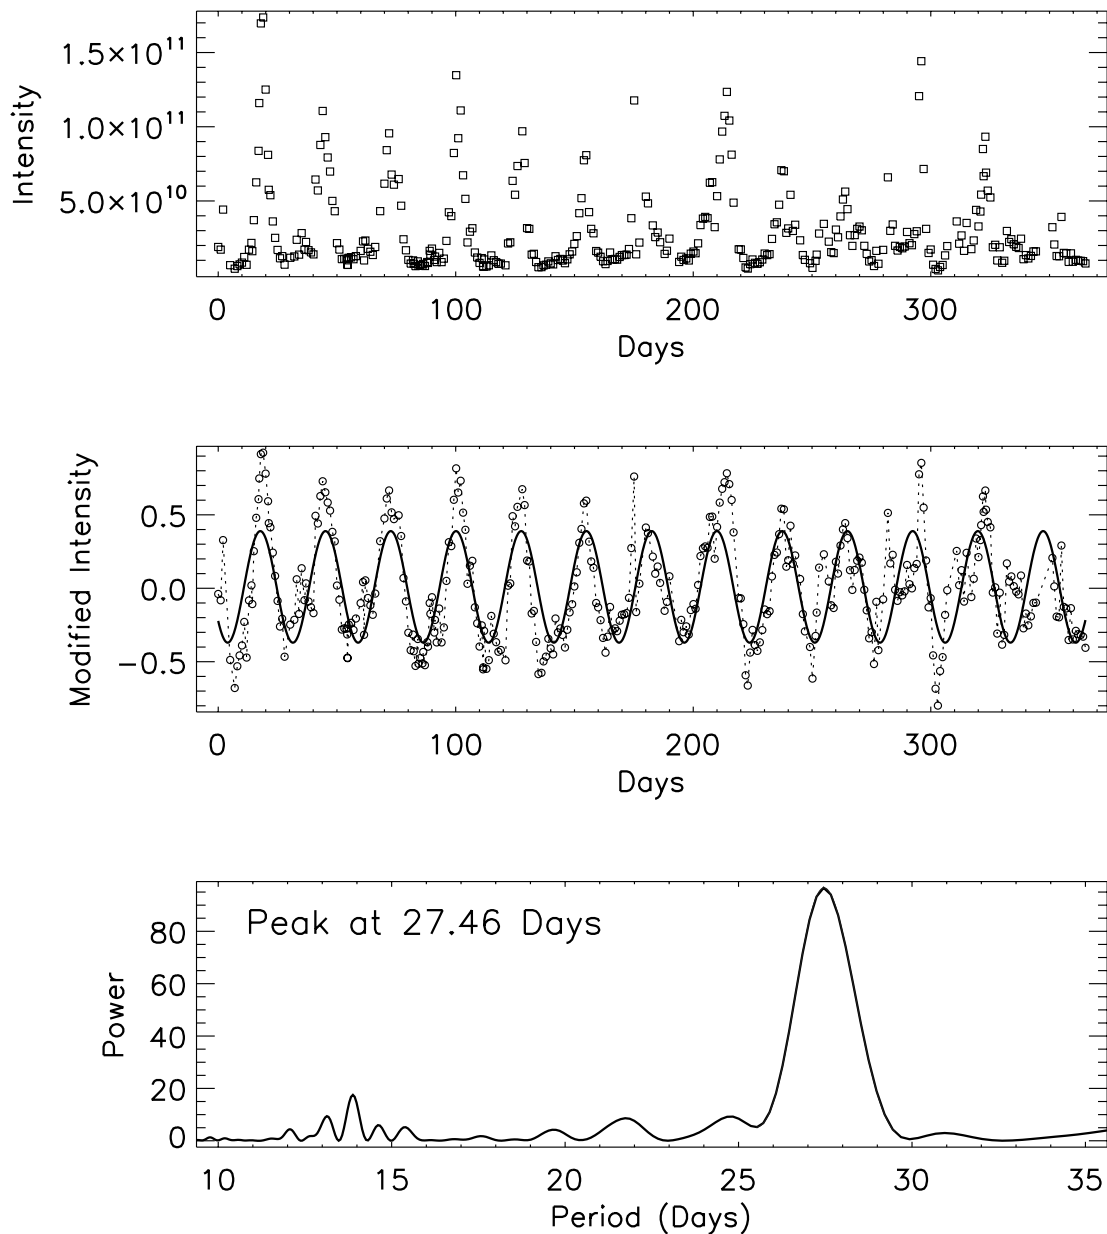 1.5×10¹¹
1.0×10¹¹
5.0×10¹⁰
Intensity
0 100 200 300
Days
0.5
0.0
−0.5
Modified Intensity
0 100 200 300
Days
Peak at 27.46 Days
80
60
40
20
0
Power
10 15 20 25 30 35
Period (Days)